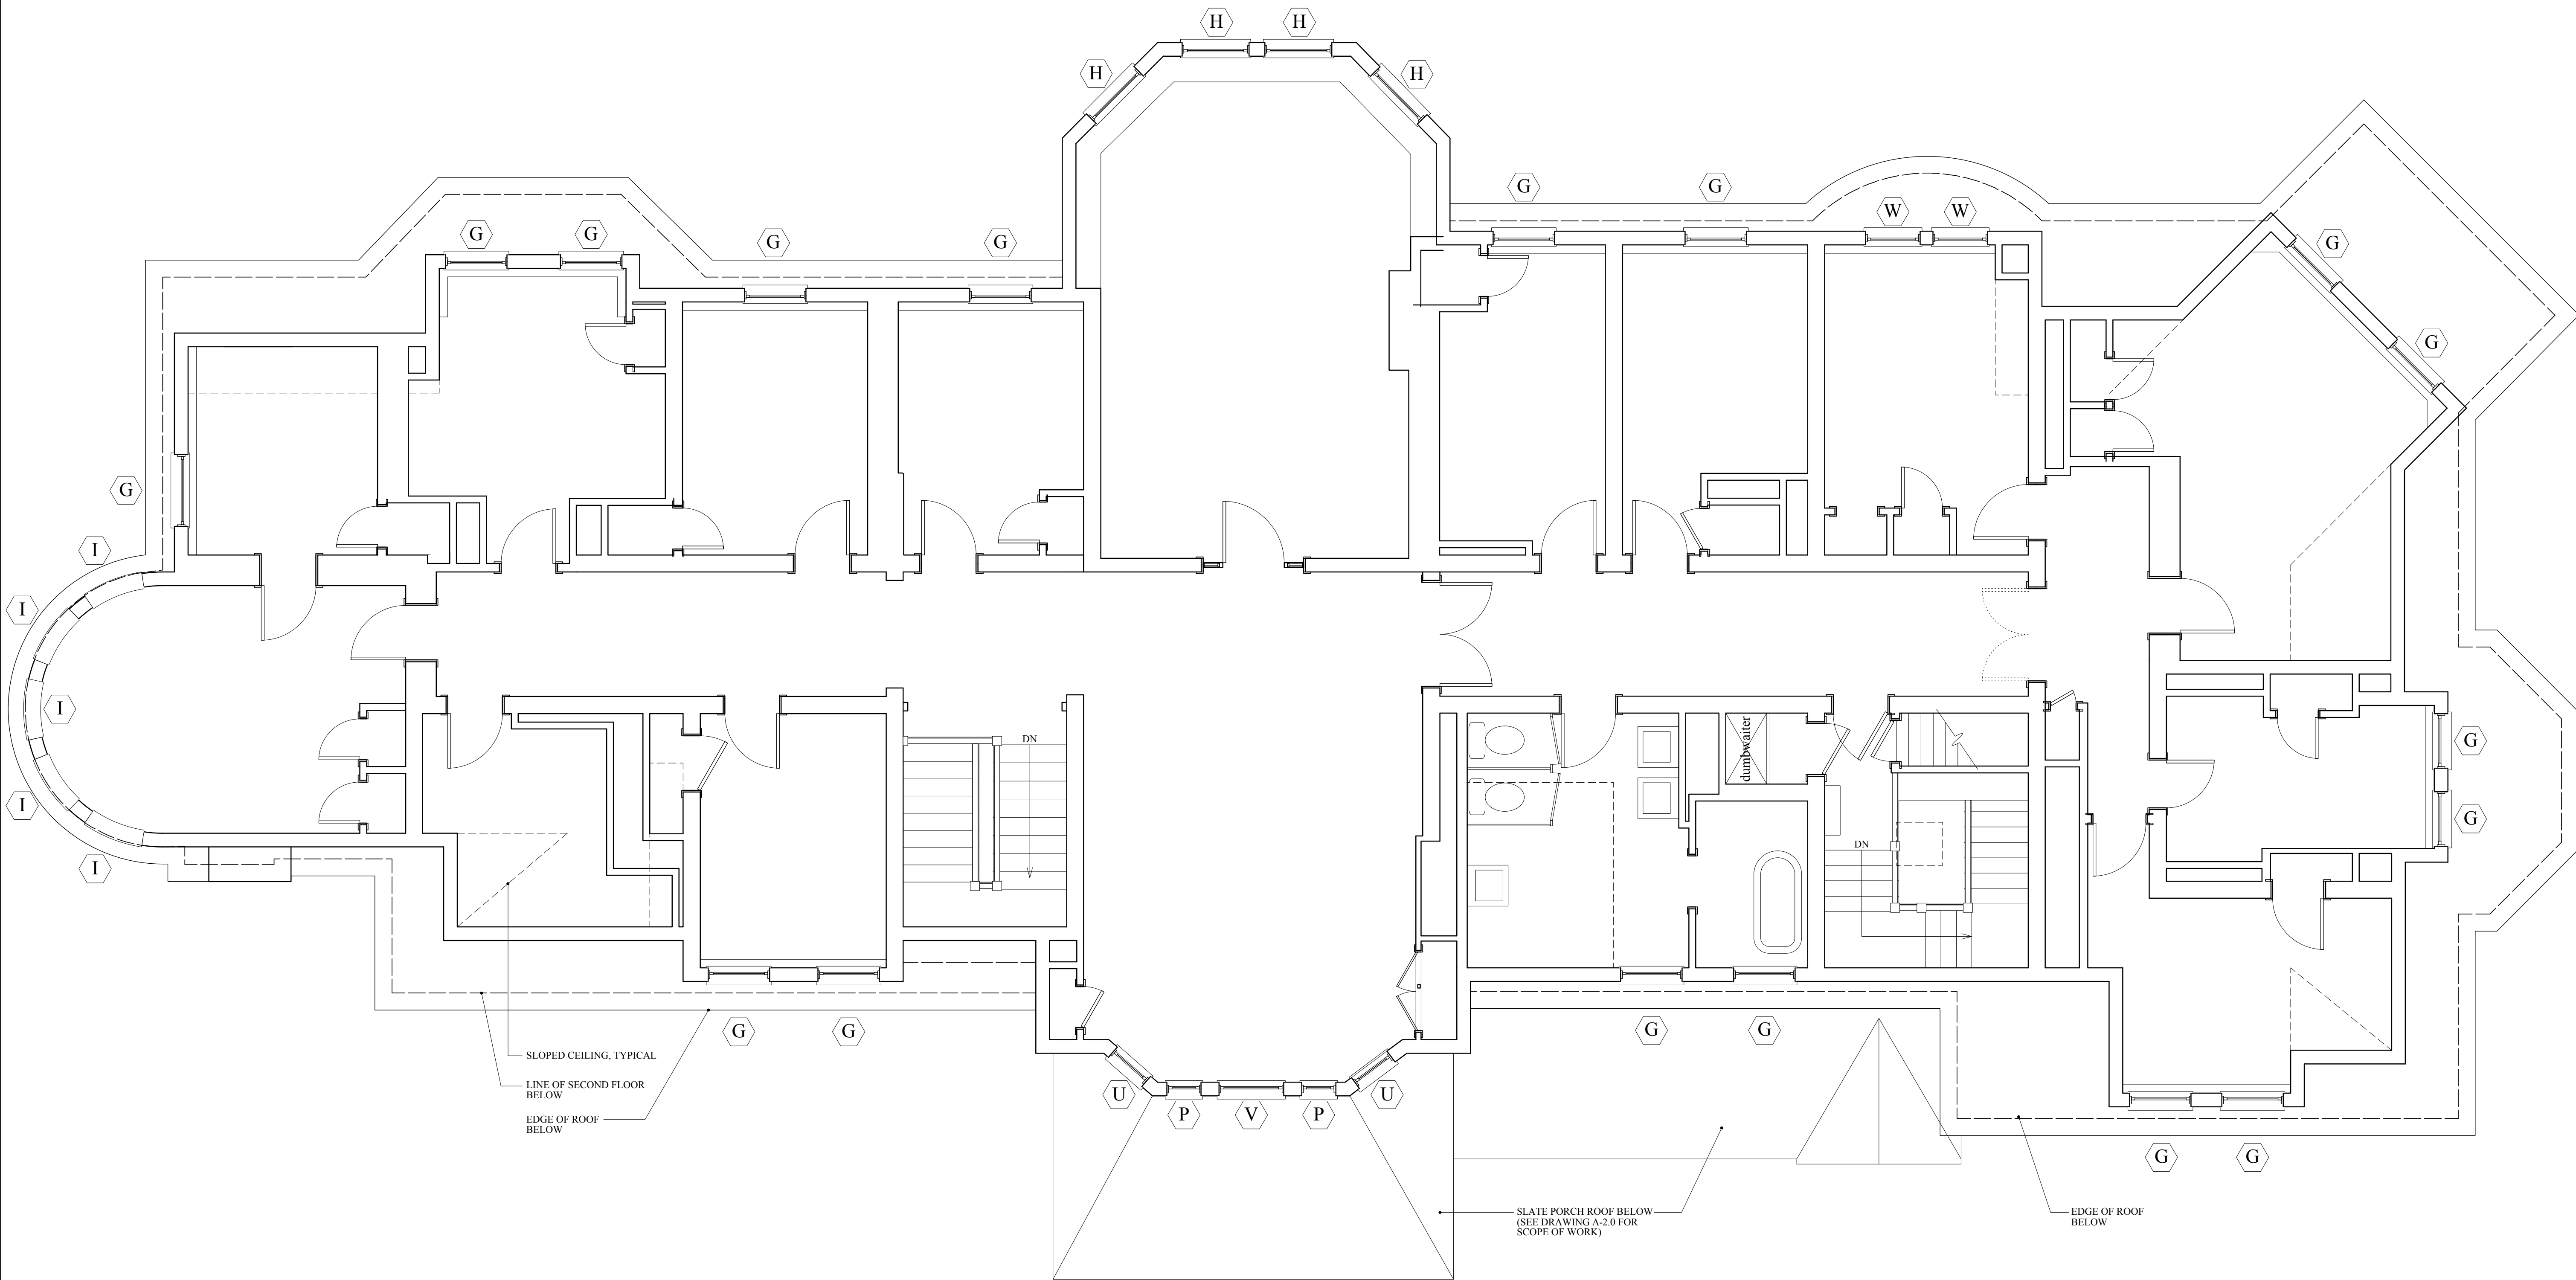 H H
H H
G G
W W
G G
G G
G
G
G
I
I
I
I
I
DN
dumbwaiter
DN
G
G
G G
G G
SLOPED CEILING, TYPICAL
LINE OF SECOND FLOOR
BELOW
EDGE OF ROOF
BELOW
U P V P U
G G
SLATE PORCH ROOF BELOW
(SEE DRAWING A-2.0 FOR
SCOPE OF WORK)
EDGE OF ROOF
BELOW